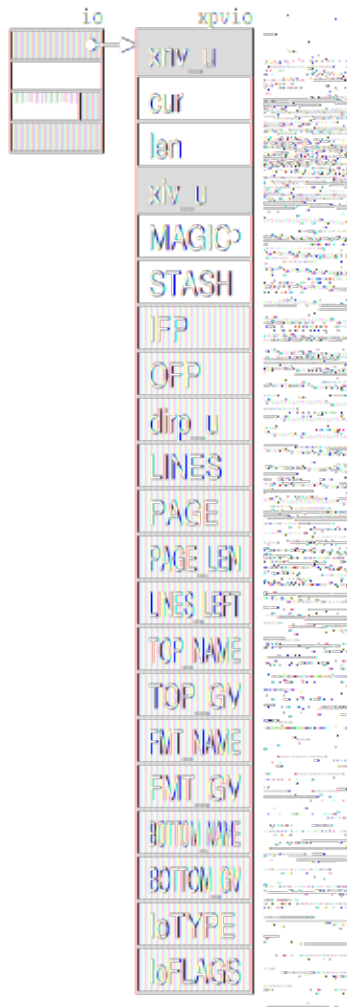 io xpvio
xnv_u
cur
len
xiv_u
MAGIC
STASH
IFP
OFP
dirp_u
LINES
PAGE
PAGE_LEN
LINES_LEFT
TOP_NAME
TOP_GV
FMT_NAME
FMT_GV
BOTTOM_NAME
BOTTOM_GV
IoTYPE
IoFLAGS